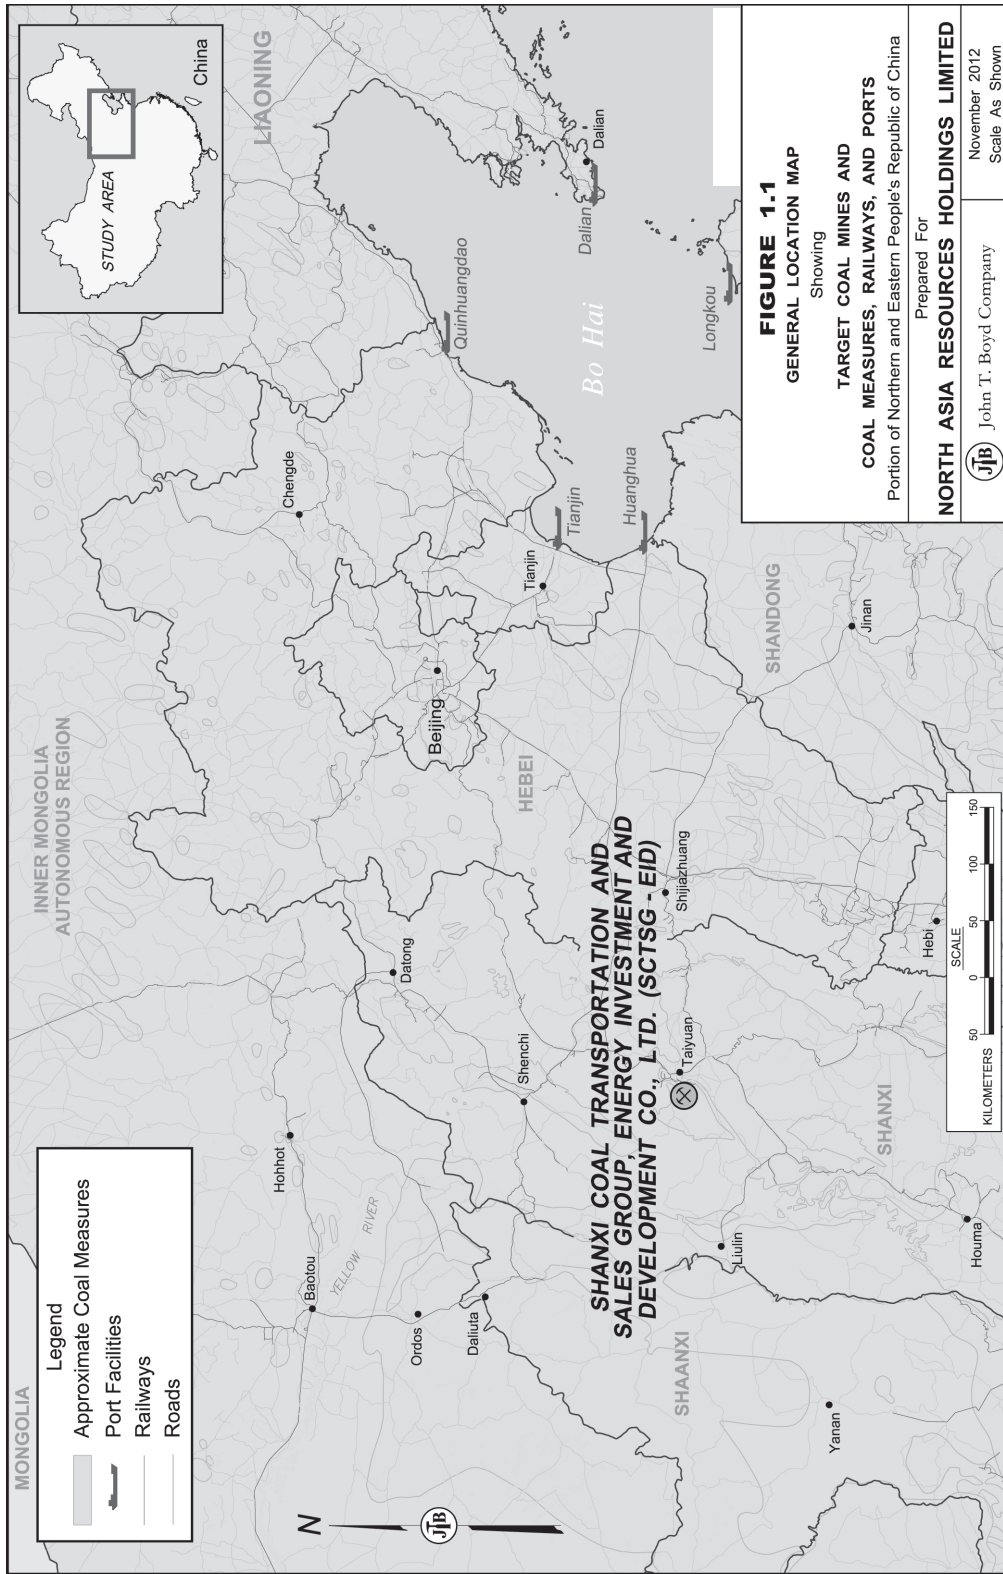 MONGOLIA
INNER MONGOLIA
AUTONOMOUS REGION
LIAONING
STUDY AREA
China
Legend
Approximate Coal Measures
Port Facilities
Railways
Roads
N
JTB
Baotou
Hohhot
YELLOW RIVER
Ordos
Daliuta
Datong
Shenchi
Chengde
Beijing
HEBEI
Tianjin
Tianjin
Quinhuangdao
Bo Hai
Dalian
Dalian
Longkou
Huanghua
SHANXI COAL TRANSPORTATION AND
SALES GROUP, ENERGY INVESTMENT AND
DEVELOPMENT CO., LTD. (SCTSG - EID)
Shijiazhuang
Taiyuan
Liulin
SHAANXI
SHANXI
SHANDONG
Jinan
Yanan
Houma
Hebi
SCALE
50 0 50 100 150
KILOMETERS
FIGURE 1.1
GENERAL LOCATION MAP
Showing
TARGET COAL MINES AND
COAL MEASURES, RAILWAYS, AND PORTS
Portion of Northern and Eastern People's Republic of China
Prepared For
NORTH ASIA RESOURCES HOLDINGS LIMITED
JTB John T. Boyd Company
November 2012
Scale As Shown